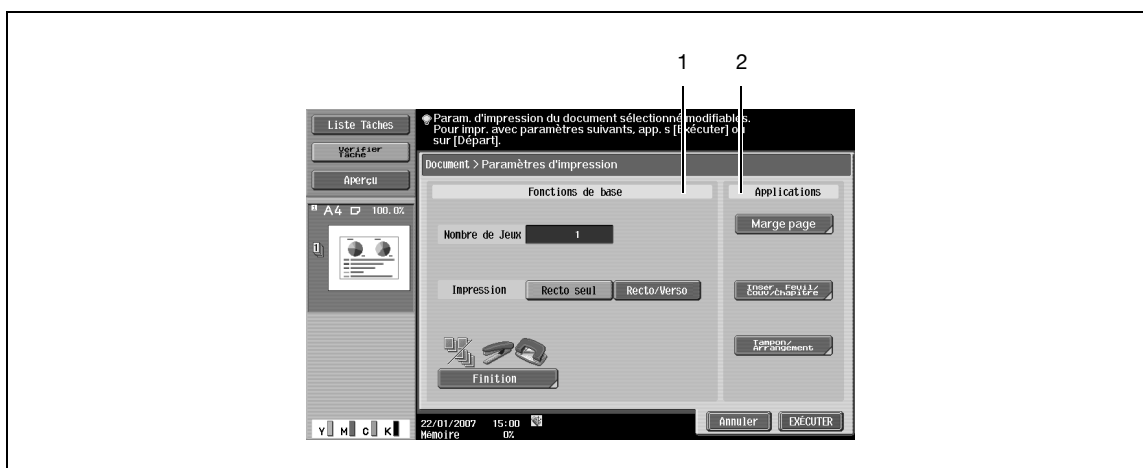 1 2
Liste Tâches
Vérifier
Tâche
Aperçu
A4 100.0%
1
Y M C K
Param. d'impression du document sélectionné modifiables.
Pour impr. avec paramètres suivants, app. s [Exécuter] ou
sur [Départ].
Document > Paramètres d'impression
Fonctions de base
Nombre de Jeux 1
Impression Recto seul Recto/Verso
Finition
Applications
Marge page
Inser. Feuil/
Couv/Chapitre
Tampon/
Arrangement
22/01/2007 15:00
Mémoire 0%
Annuler EXÉCUTER